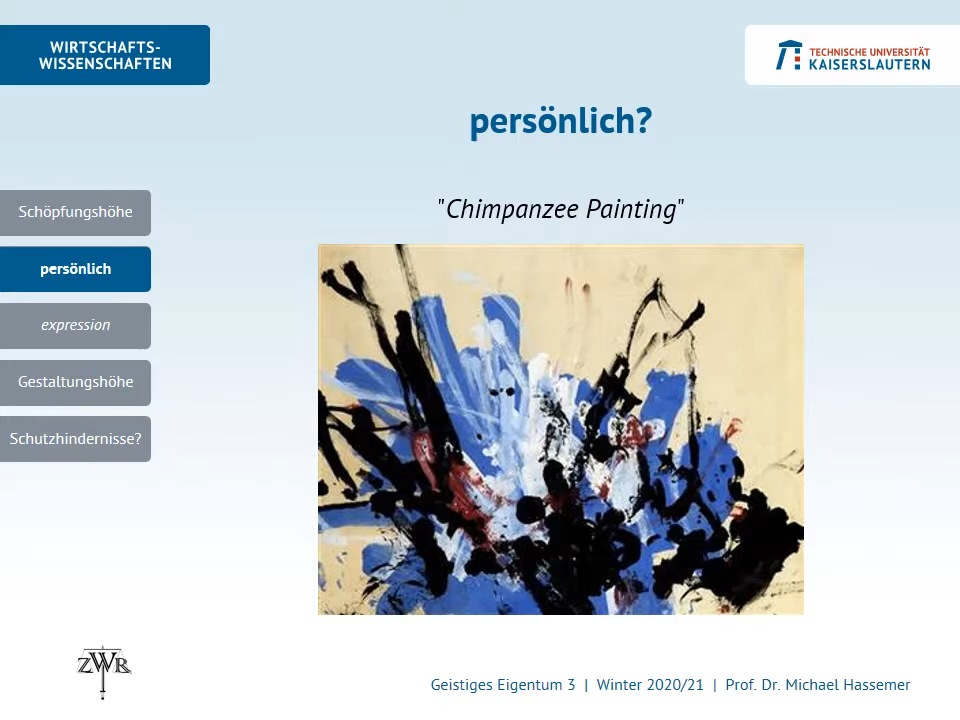 WIRTSCHAFTS-
WISSENSCHAFTEN
TECHNISCHE UNIVERSITÄT
KAISERSLAUTERN
persönlich?
Schöpfungshöhe
persönlich
expression
Gestaltungshöhe
Schutzhindernisse?
"Chimpanzee Painting"
ZWR
Geistiges Eigentum 3 | Winter 2020/21 | Prof. Dr. Michael Hassemer